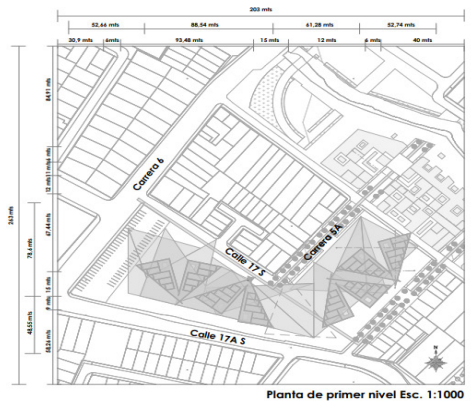 203 mts
52,66 mts 88,54 mts 61,28 mts 52,74 mts
30,9 mts 6mts 93,48 mts 15 mts 12 mts 6 mts 40 mts
84,91 mts
263 mts
78,6 mts
67,44 mts
15 mts
9 mts
48,55 mts
58,26 mts
Carrera 6
Calle 17 S
Carrera 5A
Calle 17A S
N
Planta de primer nivel Esc. 1:1000